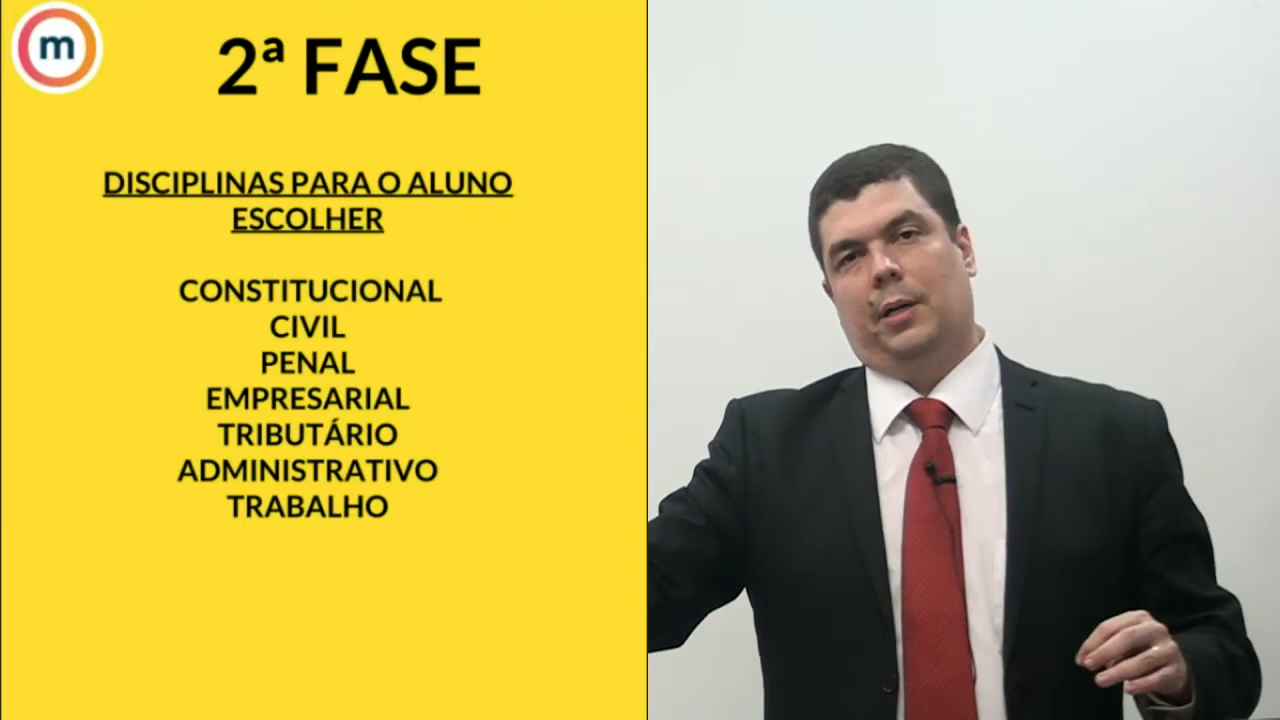 m
2ª FASE
DISCIPLINAS PARA O ALUNO
ESCOLHER
CONSTITUCIONAL
CIVIL
PENAL
EMPRESARIAL
TRIBUTÁRIO
ADMINISTRATIVO
TRABALHO